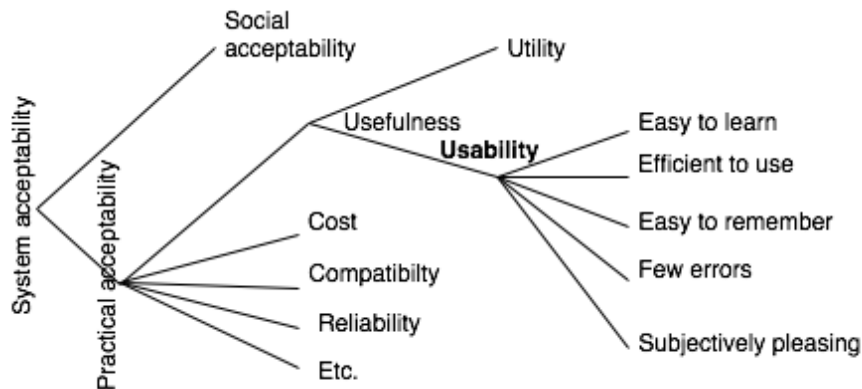 System acceptability
Social
acceptability
Practical acceptability
Usefulness
Utility
Usability
Easy to learn
Efficient to use
Easy to remember
Few errors
Subjectively pleasing
Cost
Compatibilty
Reliability
Etc.